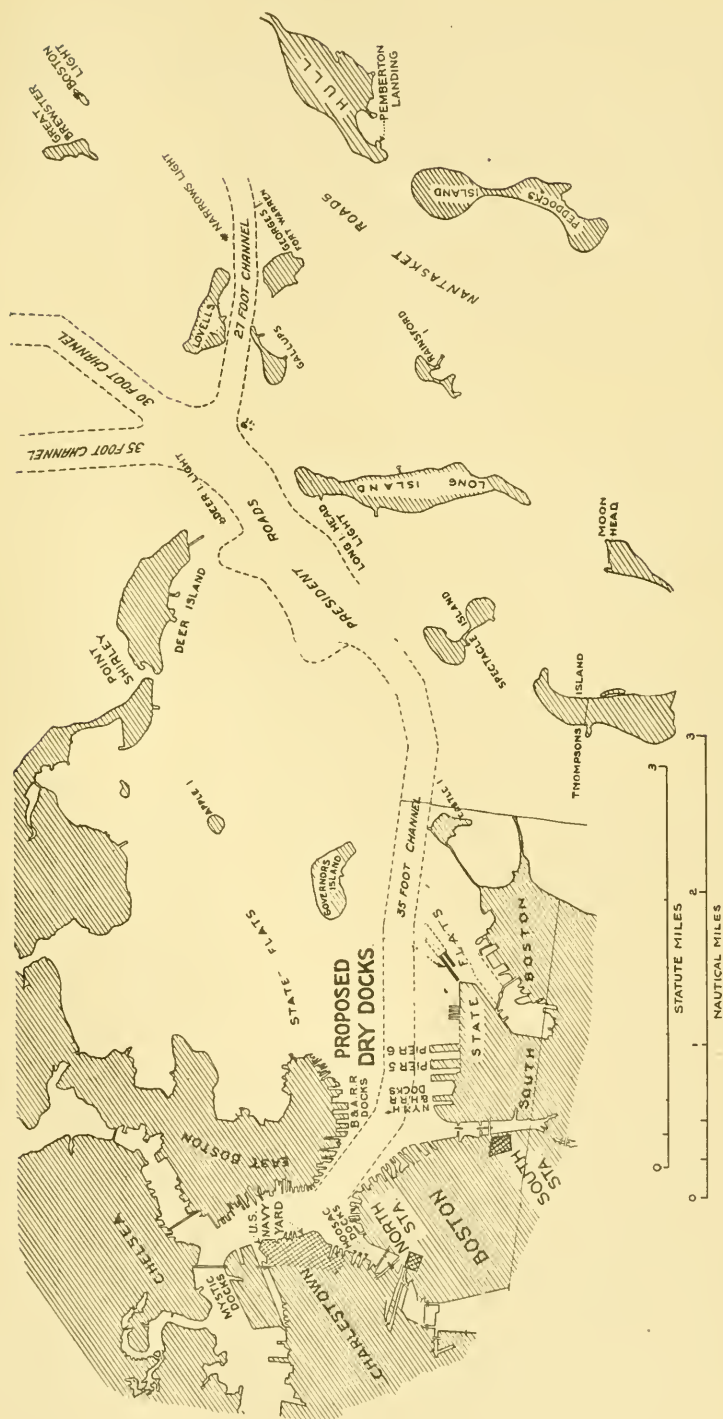 GREAT
BREWSTER
BOSTON
LIGHT
NARROWS LIGHT
HULL
PEMBERTON
LANDING
NANTASKET
ROADS
PEDDOCKS
ISLAND
GEORGES I
FORT WARREN
LOVELLS I.
27 FOOT CHANNEL
GALLUPS
RAINSFORD I
30 FOOT CHANNEL
35 FOOT CHANNEL
DEER I. LIGHT
PRESIDENT
ROADS
LONG I. HEAD
LIGHT
LONG
ISLAND
MOON
HEAD
POINT
SHIRLEY
DEER ISLAND
SPECTACLE ISLAND
THOMPSONS ISLAND
APPLE I
GOVERNORS
ISLAND
STATE - FLATS
35 FOOT CHANNEL
CASTLE I
PROPOSED
DRY DOCKS
STATE FLATS
PIER 6
PIER 5
N.Y.N.H.
& H.R.R
DOCKS
B & A.R.R
DOCKS
SOUTH BOSTON
EAST BOSTON
CHELSEA
MYSTIC
DOCKS
U.S.
NAVY
YARD
HOOSAC
DOCKS
NORTH
STA.
BOSTON
SOUTH
STA.
CHARLESTOWN
STATUTE MILES
0 3
NAUTICAL MILES
0 1 2 3